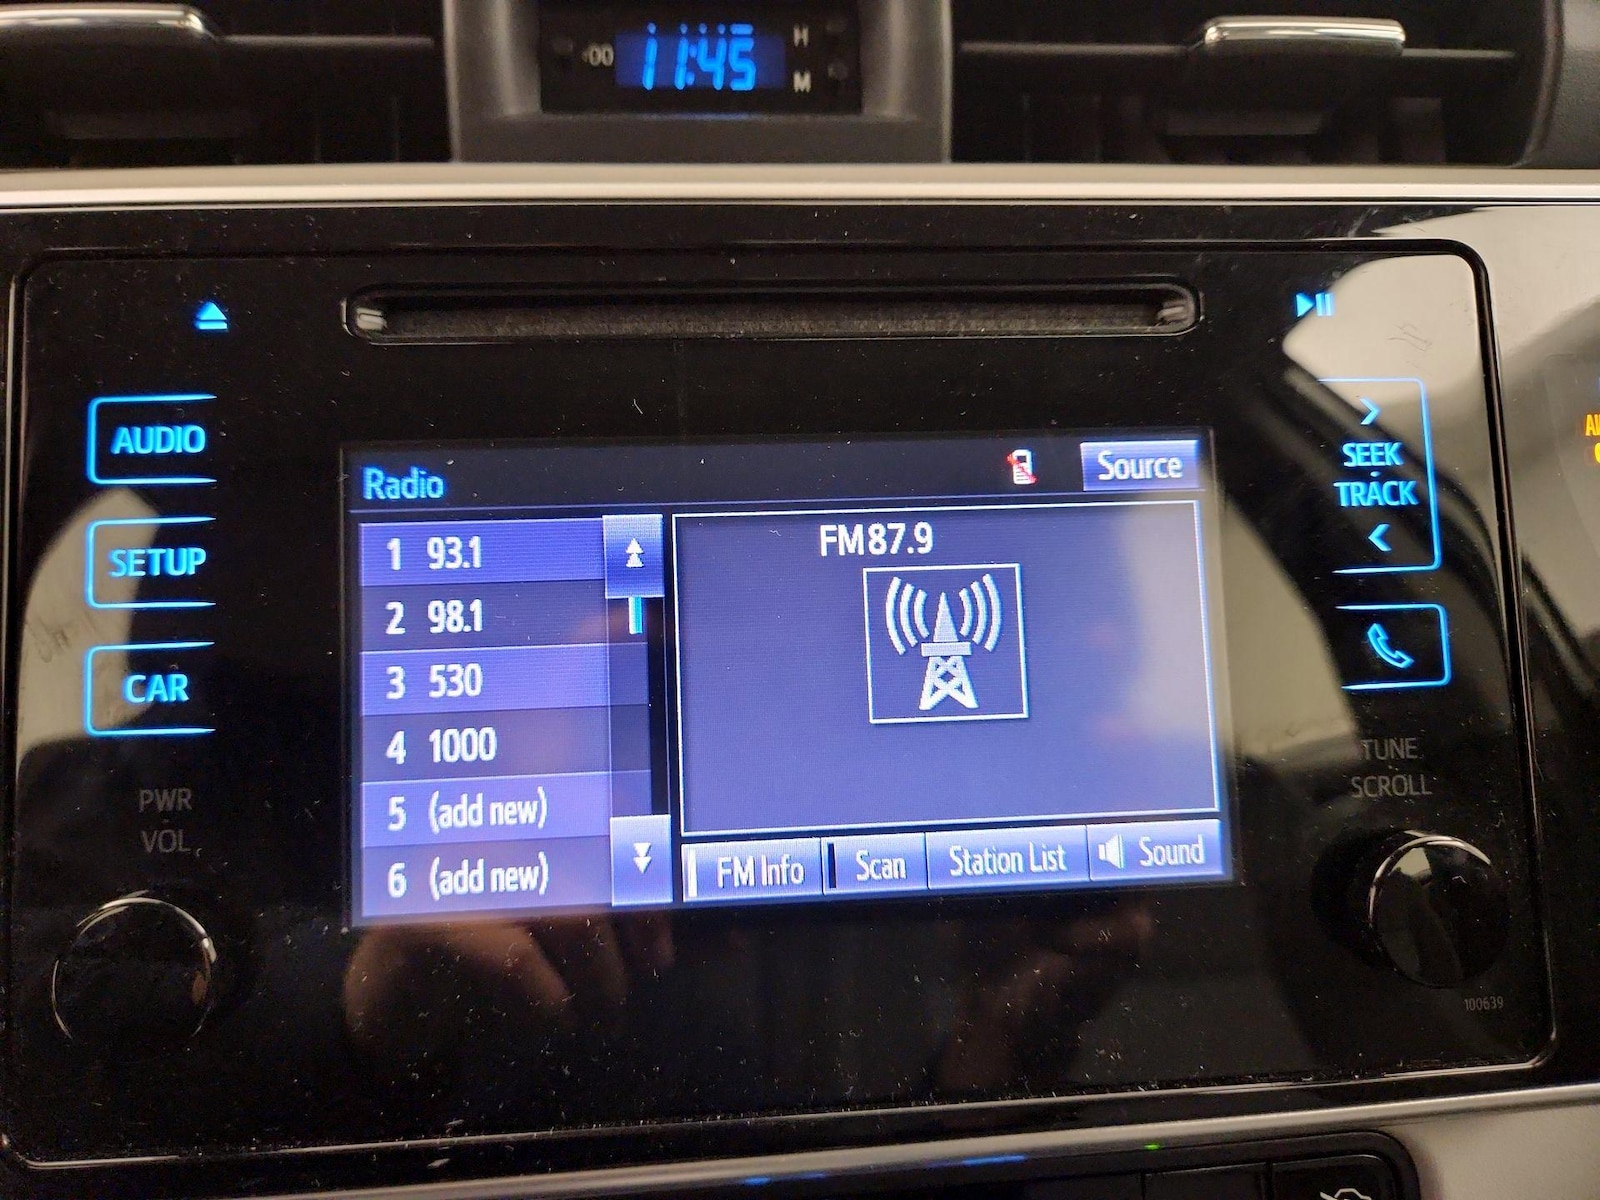 :00 11:45 H
M
AUDIO
SETUP
CAR
PWR
VOL
Radio
Source
1 93.1
2 98.1
3 530
4 1000
5 (add new)
6 (add new)
FM87.9
FM Info
Scan
Station List
Sound
SEEK
TRACK
TUNE
SCROLL
100639